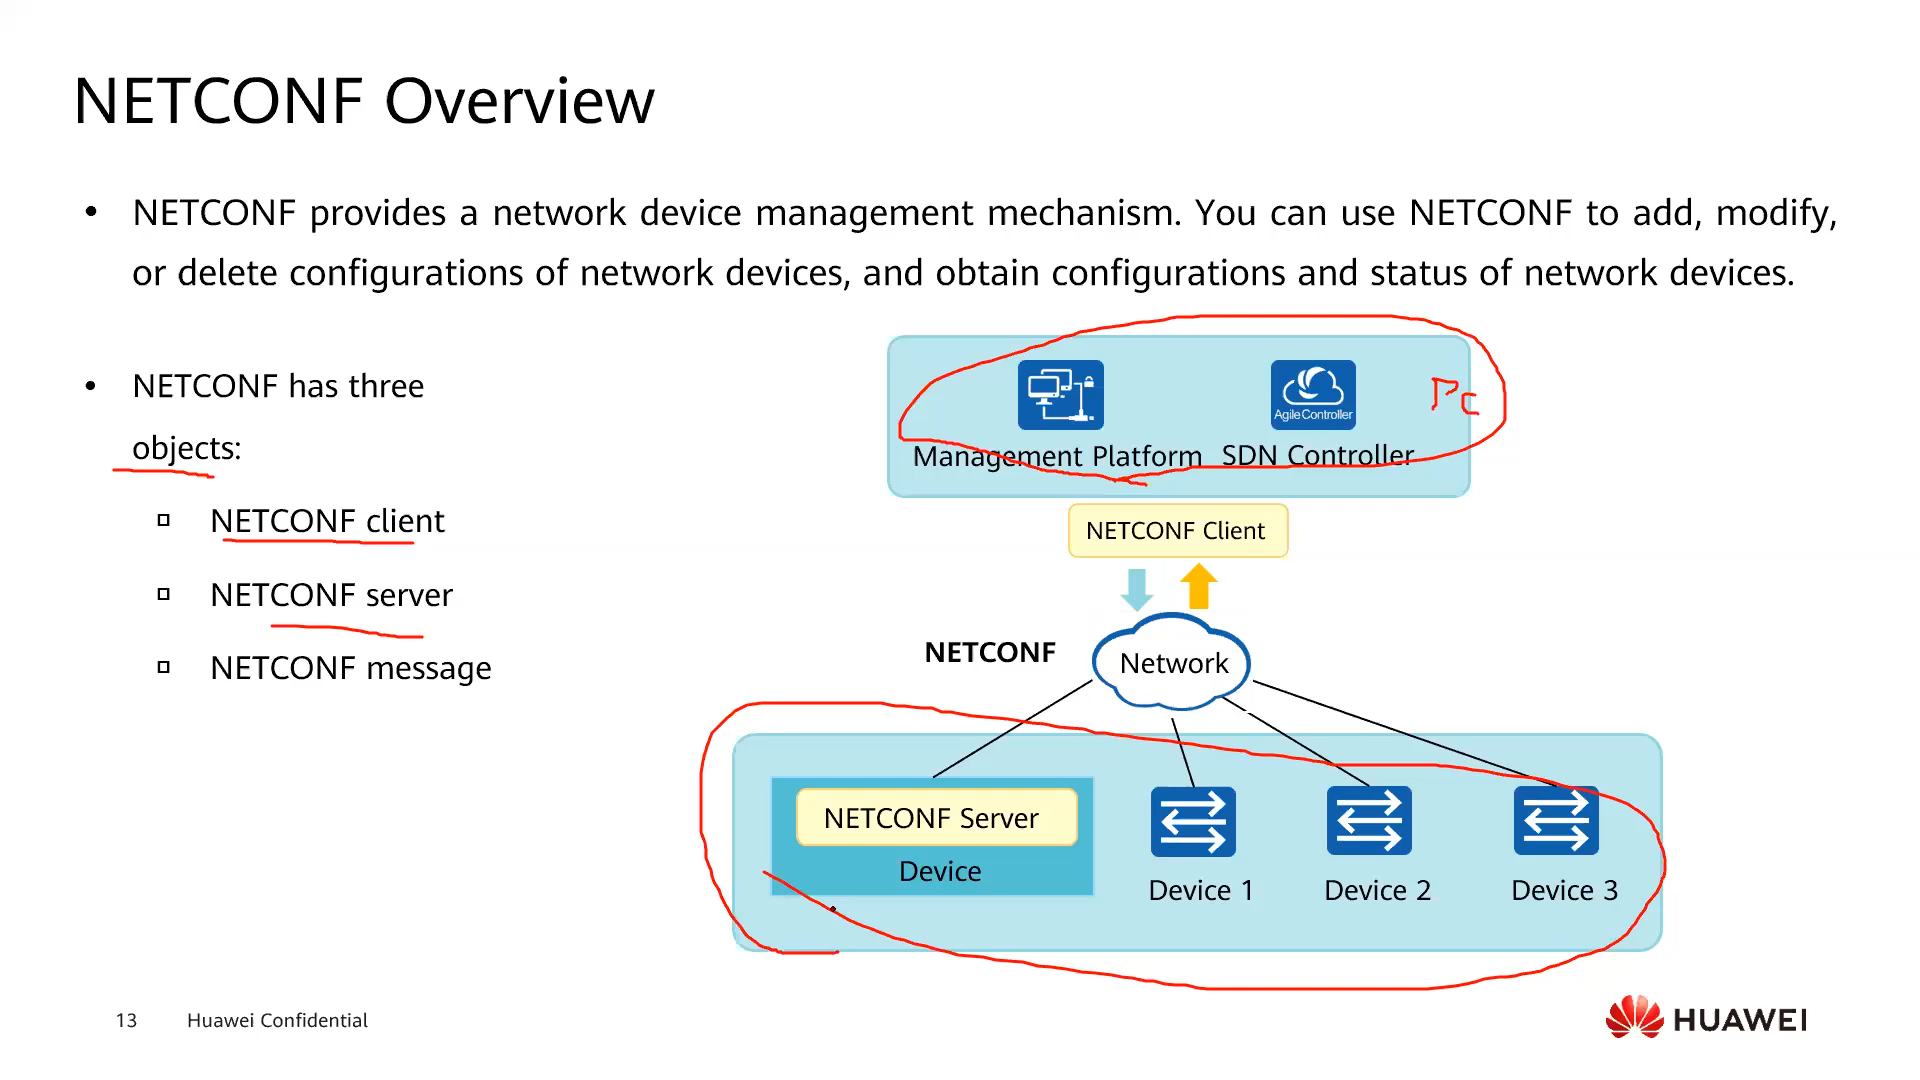 NETCONF Overview
• NETCONF provides a network device management mechanism. You can use NETCONF to add, modify,
or delete configurations of network devices, and obtain configurations and status of network devices.
• NETCONF has three
objects:
▫ NETCONF client
▫ NETCONF server
▫ NETCONF message
Agile Controller
PC
Management Platform
SDN Controller
NETCONF Client
NETCONF
Network
NETCONF Server
Device
Device 1
Device 2
Device 3
13
Huawei Confidential
HUAWEI